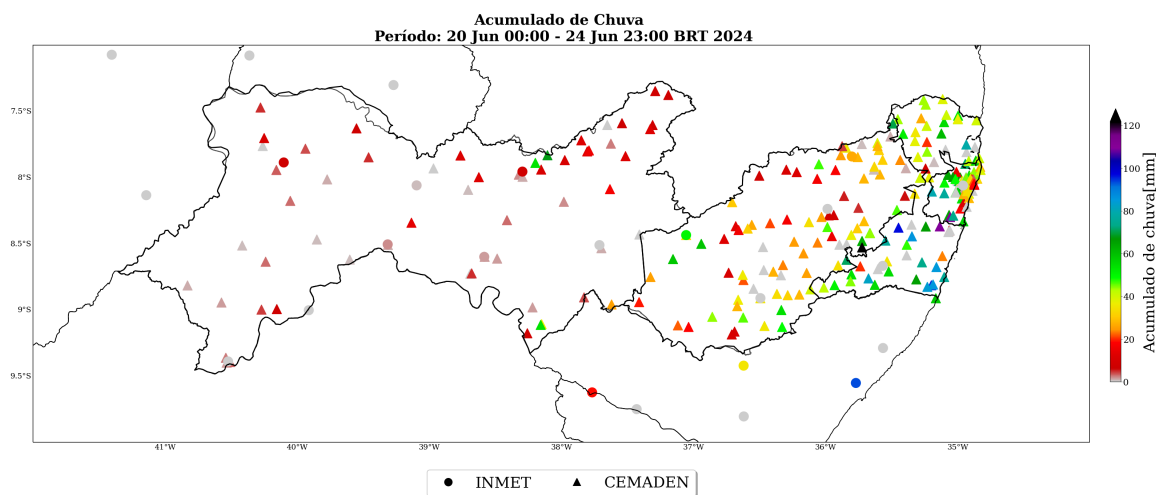 Acumulado de Chuva
Período: 20 Jun 00:00 - 24 Jun 23:00 BRT 2024
7.5°S
8°S
8.5°S
9°S
9.5°S
41°W 40°W 39°W 38°W 37°W 36°W 35°W
120
100
80
60
40
20
0
Acumulado de chuva[mm]
INMET CEMADEN